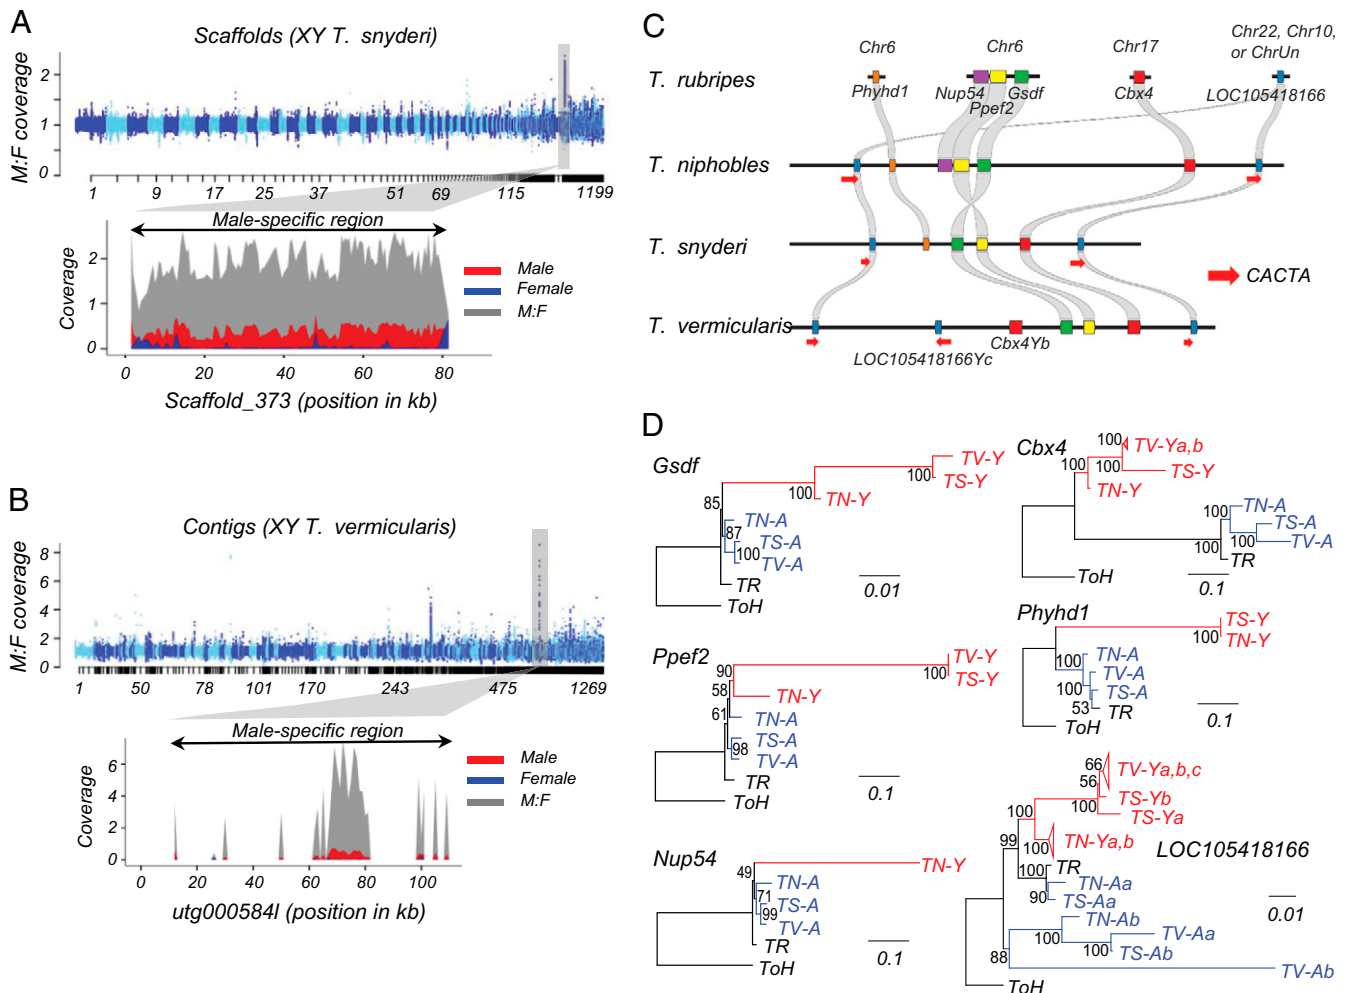 A
Scaffolds (XY T. snyderi)
M:F coverage
2
1
0
1 9 17 25 37 51 69 115 1199
Male-specific region
Coverage
2
1
0
Male
Female
M:F
0 20 40 60 80
Scaffold_373 (position in kb)
B
Contigs (XY T. vermicularis)
M:F coverage
8
6
4
2
0
1 50 78 101 170 243 475 1269
Male-specific region
Coverage
6
4
2
0
Male
Female
M:F
0 20 40 60 80 100
utg000584l (position in kb)
C
Chr6 Chr6 Chr17 Chr22, Chr10,
or ChrUn
T. rubripes
Phyhd1 Nup54 Gsdf Cbx4 LOC105418166
Ppef2
T. niphobles
T. snyderi
CACTA
T. vermicularis
Cbx4Yb
LOC105418166Yc
D
Gsdf
TV-Y
100
TS-Y
100
TN-Y
85
TN-A
87
TS-A
100
TV-A
TR
ToH
0.01
Cbx4
100
TV-Ya,b
100
100
TS-Y
TN-Y
100
TN-A
TS-A
100
100
TV-A
TR
ToH
0.1
Ppef2
TV-Y
90
100
TS-Y
58
TN-Y
61
TN-A
TS-A
98
TV-A
TR
ToH
0.1
Phyhd1
TS-Y
100
TN-Y
100
TN-A
TV-A
100
TS-A
53
TR
ToH
0.1
Nup54
TN-Y
49
TN-A
71
TS-A
99
TV-A
TR
ToH
0.1
LOC105418166
66
TV-Ya,b,c
56
TS-Yb
100
100
TS-Ya
99
TN-Ya,b
100
TR
100
TN-Aa
90
TS-Aa
TN-Ab
TV-Aa
100
100
TS-Ab
88
TV-Ab
ToH
0.01